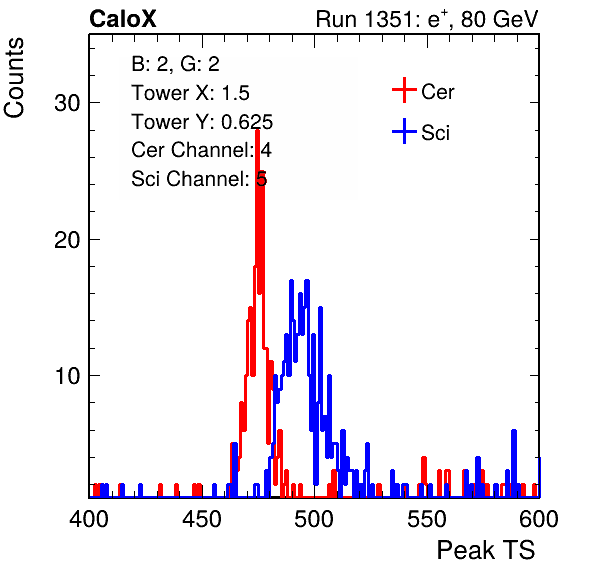 CaloX Run 1351: e⁺, 80 GeV
Counts
B: 2, G: 2
Tower X: 1.5
Tower Y: 0.625
Cer Channel: 4
Sci Channel: 5
Cer
Sci
30
20
10
400 450 500 550 600
Peak TS